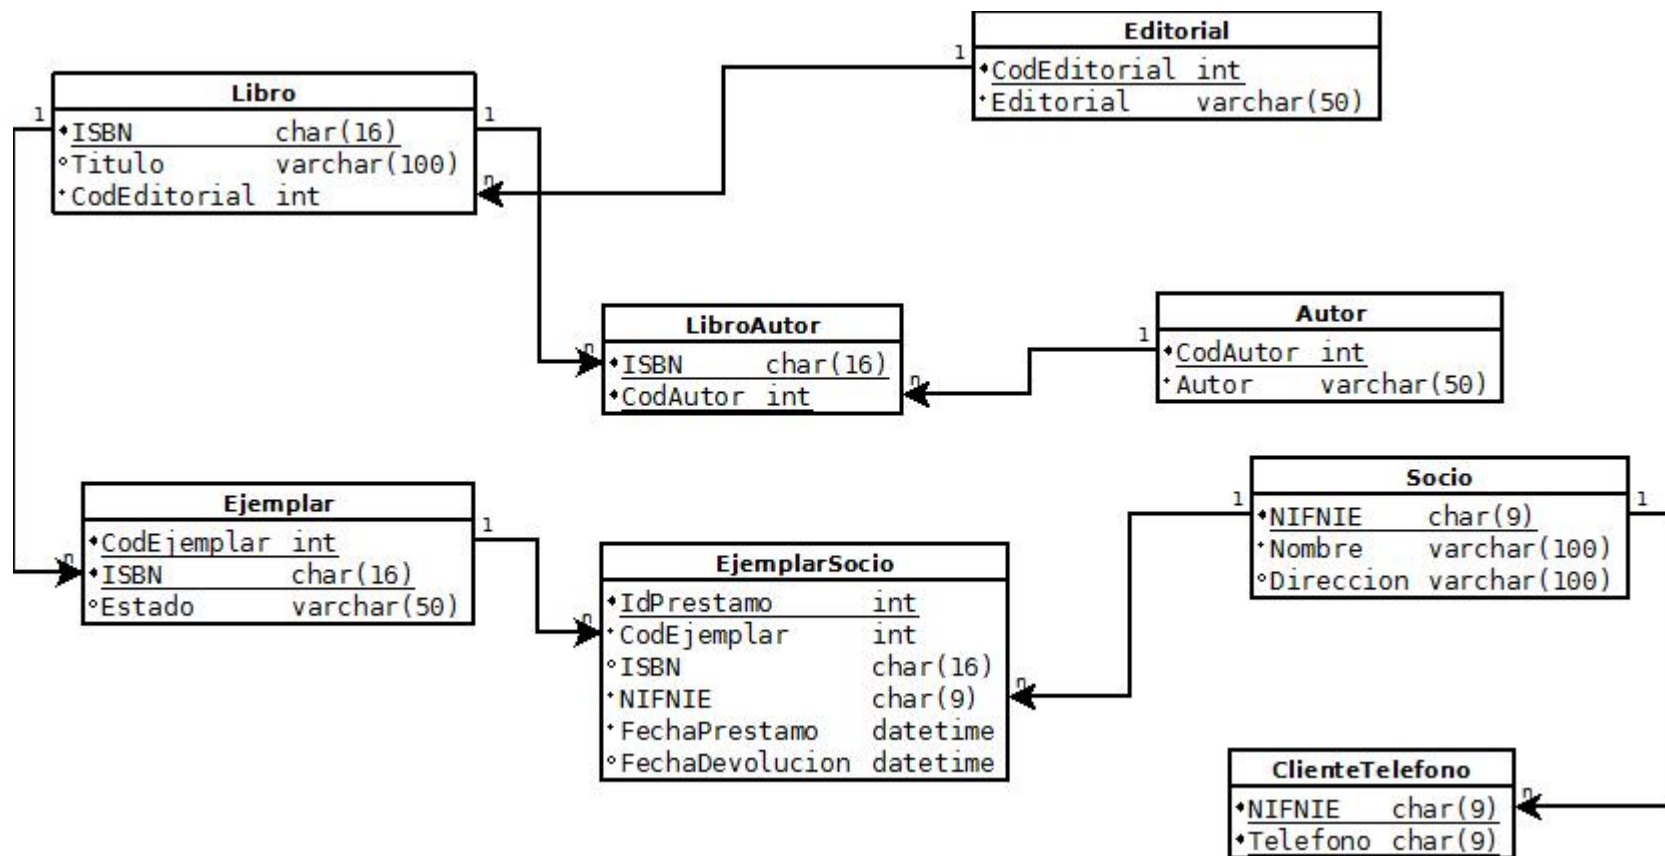 Editorial
CodEditorial int
Editorial varchar(50)
1
Libro
ISBN char(16)
Titulo varchar(100)
CodEditorial int
1
1
n
LibroAutor
ISBN char(16)
CodAutor int
n
n
Autor
CodAutor int
Autor varchar(50)
1
Ejemplar
CodEjemplar int
ISBN char(16)
Estado varchar(50)
1
n
EjemplarSocio
IdPrestamo int
CodEjemplar int
ISBN char(16)
NIFNIE char(9)
FechaPrestamo datetime
FechaDevolucion datetime
n
n
Socio
NIFNIE char(9)
Nombre varchar(100)
Direccion varchar(100)
1
1
ClienteTelefono
NIFNIE char(9)
Telefono char(9)
n